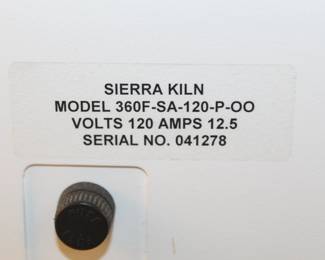 SIERRA KILN
MODEL 360F-SA-120-P-OO
VOLTS 120 AMPS 12.5
SERIAL NO. 041278